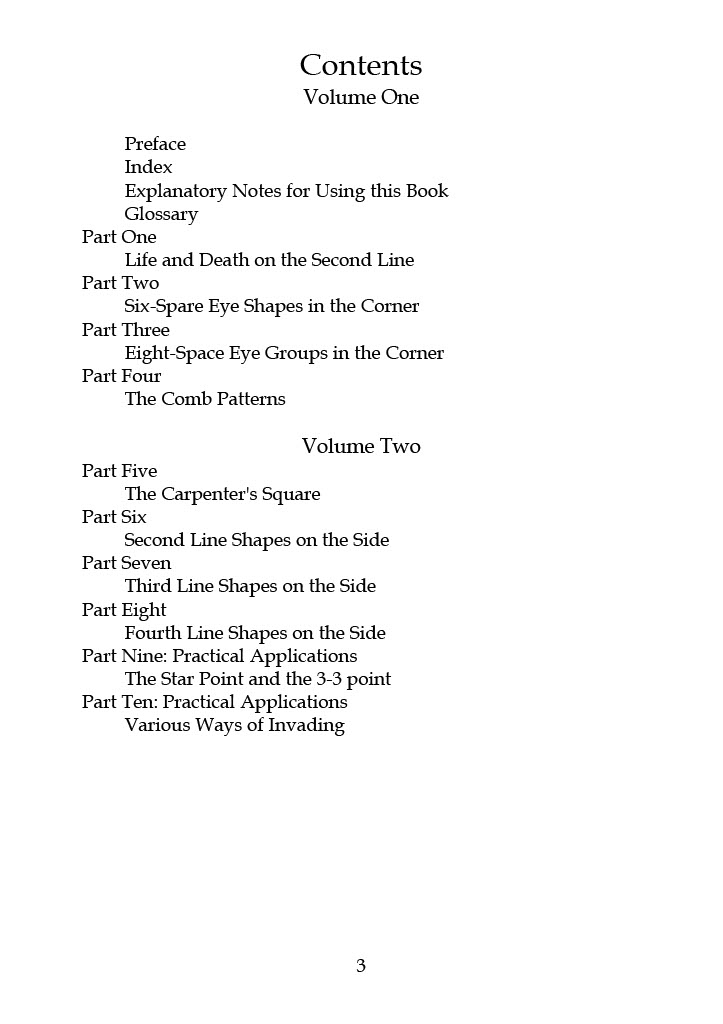 Contents
Volume One
Preface
Index
Explanatory Notes for Using this Book
Glossary
Part One
Life and Death on the Second Line
Part Two
Six-Spare Eye Shapes in the Corner
Part Three
Eight-Space Eye Groups in the Corner
Part Four
The Comb Patterns
Volume Two
Part Five
The Carpenter's Square
Part Six
Second Line Shapes on the Side
Part Seven
Third Line Shapes on the Side
Part Eight
Fourth Line Shapes on the Side
Part Nine: Practical Applications
The Star Point and the 3-3 point
Part Ten: Practical Applications
Various Ways of Invading
3